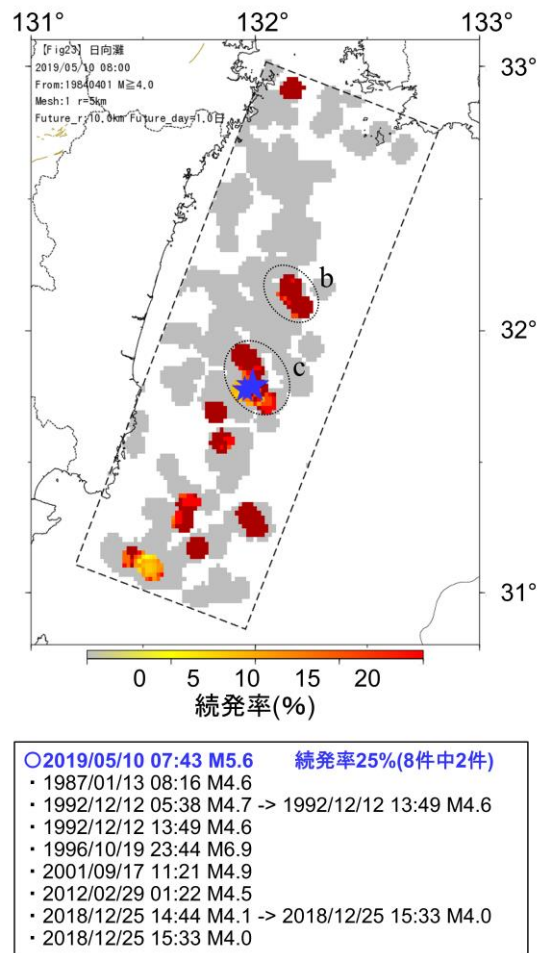 131°
132°
133°
【Fig23】日向灘
2019/05/10 08:00
From:19840401 M≧4.0
Mesh:1 r=5km
Future_r:10.0km Future_day=1.0日
33°
b
32°
c
31°
0 5 10 15 20
続発率(%)
○2019/05/10 07:43 M5.6 続発率25%(8件中2件)
・1987/01/13 08:16 M4.6
・1992/12/12 05:38 M4.7 -> 1992/12/12 13:49 M4.6
・1992/12/12 13:49 M4.6
・1996/10/19 23:44 M6.9
・2001/09/17 11:21 M4.9
・2012/02/29 01:22 M4.5
・2018/12/25 14:44 M4.1 -> 2018/12/25 15:33 M4.0
・2018/12/25 15:33 M4.0